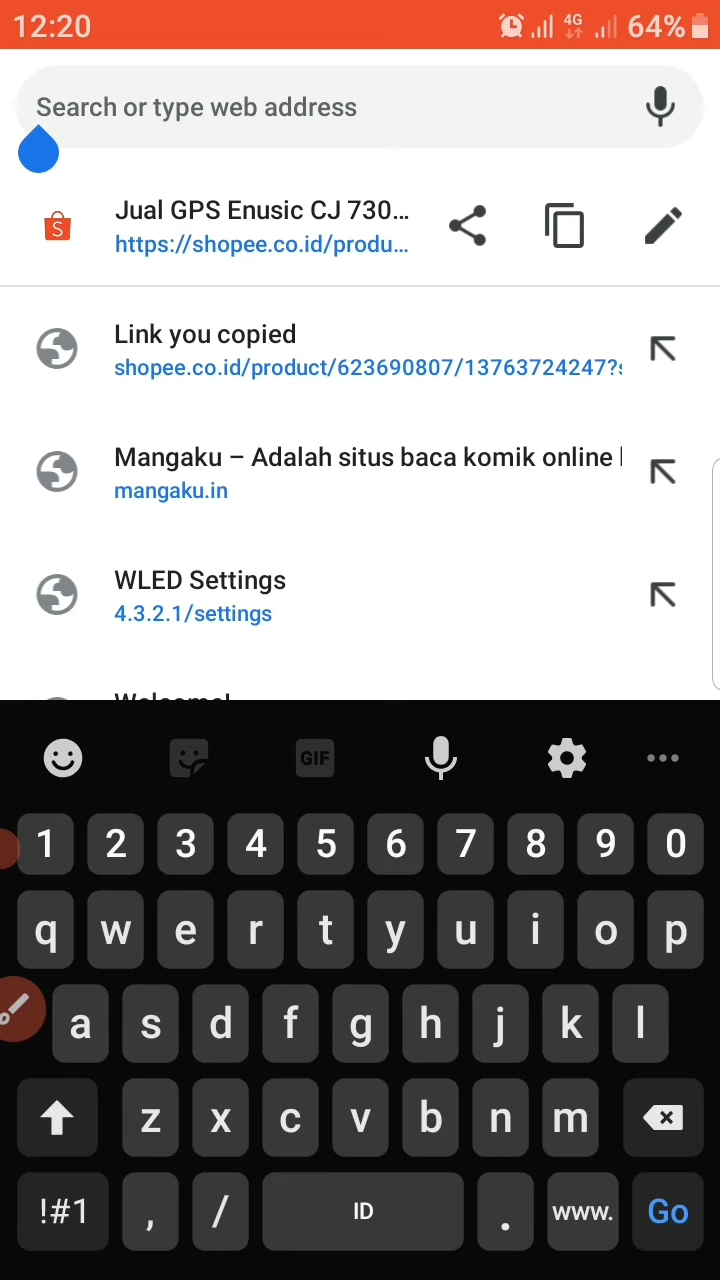 12:20
4G
64%
Search or type web address
S
Jual GPS Enusic CJ 730...
https://shopee.co.id/produ...
Link you copied
shopee.co.id/product/623690807/13763724247?s
Mangaku – Adalah situs baca komik online
mangaku.in
WLED Settings
4.3.2.1/settings
Welcome!
GIF
1 2 3 4 5 6 7 8 9 0
q w e r t y u i o p
a s d f g h j k l
z x c v b n m
!#1 , / ID . www. Go